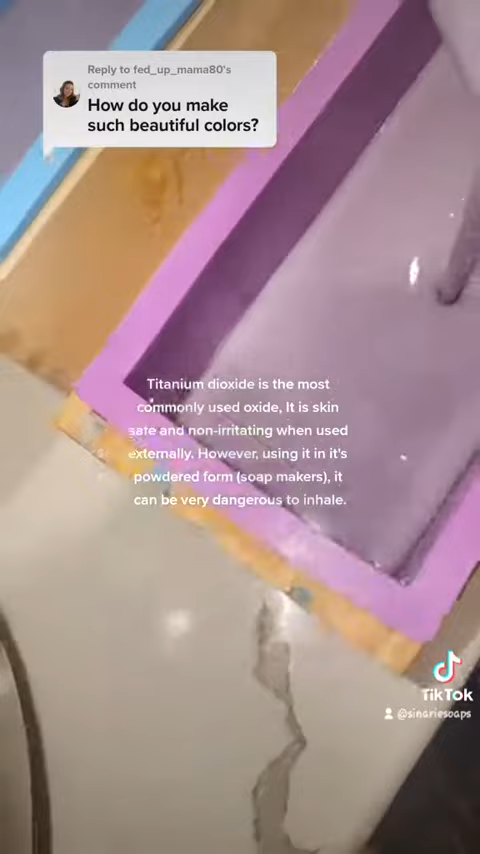 Reply to fed_up_mama80's
comment
How do you make
such beautiful colors?
Titanium dioxide is the most
commonly used oxide, It is skin
safe and non-irritating when used
externally. However, using it in it's
powdered form (soap makers), it
can be very dangerous to inhale.
TikTok
@sinariesoaps